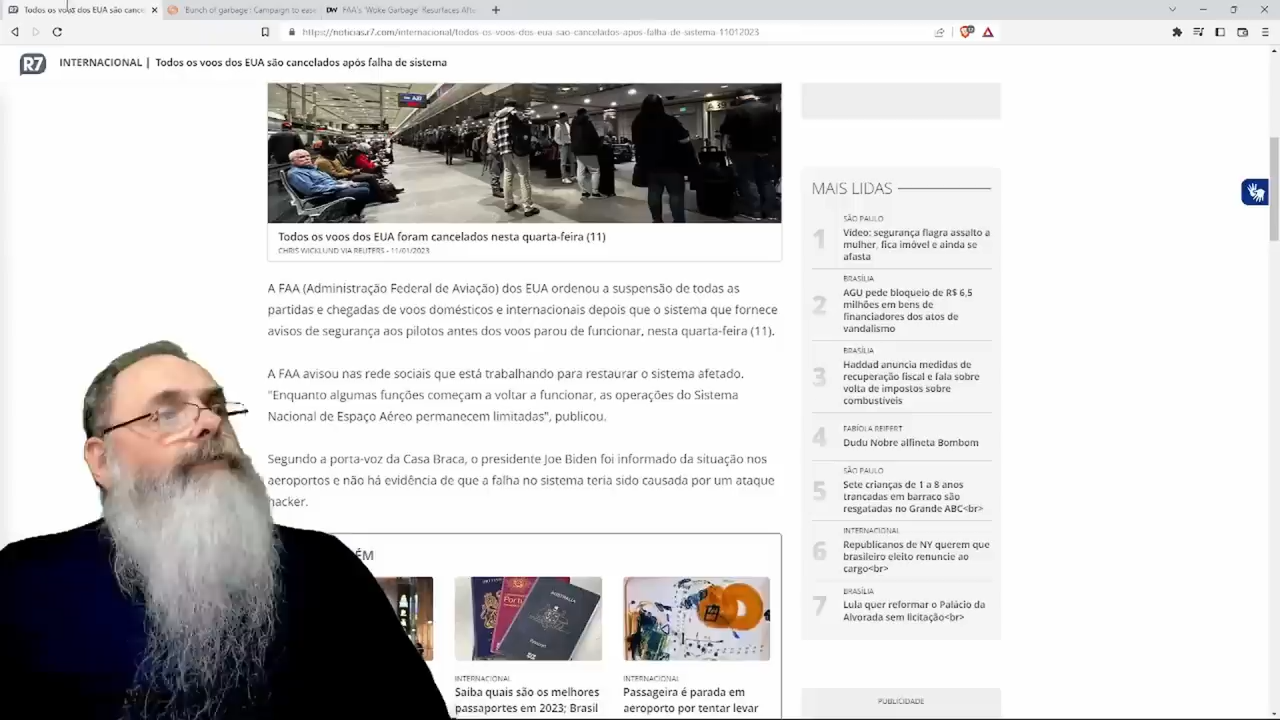 Todos os voos dos EUA são cance
'Bunch of garbage': Campaign to ease
DW FAA's 'Woke Garbage' Resurfaces Afte
https://noticias.r7.com/internacional/todos-os-voos-dos-eua-sao-cancelados-apos-falha-de-sistema-11012023
R7 INTERNACIONAL | Todos os voos dos EUA são cancelados após falha de sistema
Todos os voos dos EUA foram cancelados nesta quarta-feira (11)
CHRIS WICKLUND VIA REUTERS - 11/01/2023
A FAA (Administração Federal de Aviação) dos EUA ordenou a suspensão de todas as
partidas e chegadas de voos domésticos e internacionais depois que o sistema que fornece
avisos de segurança aos pilotos antes dos voos parou de funcionar, nesta quarta-feira (11).
A FAA avisou nas rede sociais que está trabalhando para restaurar o sistema afetado.
"Enquanto algumas funções começam a voltar a funcionar, as operações do Sistema
Nacional de Espaço Aéreo permanecem limitadas", publicou.
Segundo a porta-voz da Casa Braca, o presidente Joe Biden foi informado da situação nos
aeroportos e não há evidência de que a falha no sistema teria sido causada por um ataque
hacker.
ÉM
INTERNACIONAL
Saiba quais são os melhores
passaportes em 2023; Brasil
INTERNACIONAL
Passageira é parada em
aeroporto por tentar levar
MAIS LIDAS
1
SÃO PAULO
Vídeo: segurança flagra assalto a
mulher, fica imóvel e ainda se
afasta
2
BRASÍLIA
AGU pede bloqueio de R$ 6,5
milhões em bens de
financiadores dos atos de
vandalismo
3
BRASÍLIA
Haddad anuncia medidas de
recuperação fiscal e fala sobre
volta de impostos sobre
combustíveis
4
FABÍOLA REIPERT
Dudu Nobre alfineta Bombom
5
SÃO PAULO
Sete crianças de 1 a 8 anos
trancadas em barraco são
resgatadas no Grande ABC<br>
6
INTERNACIONAL
Republicanos de NY querem que
brasileiro eleito renuncie ao
cargo<br>
7
BRASÍLIA
Lula quer reformar o Palácio da
Alvorada sem licitação<br>
PUBLICIDADE